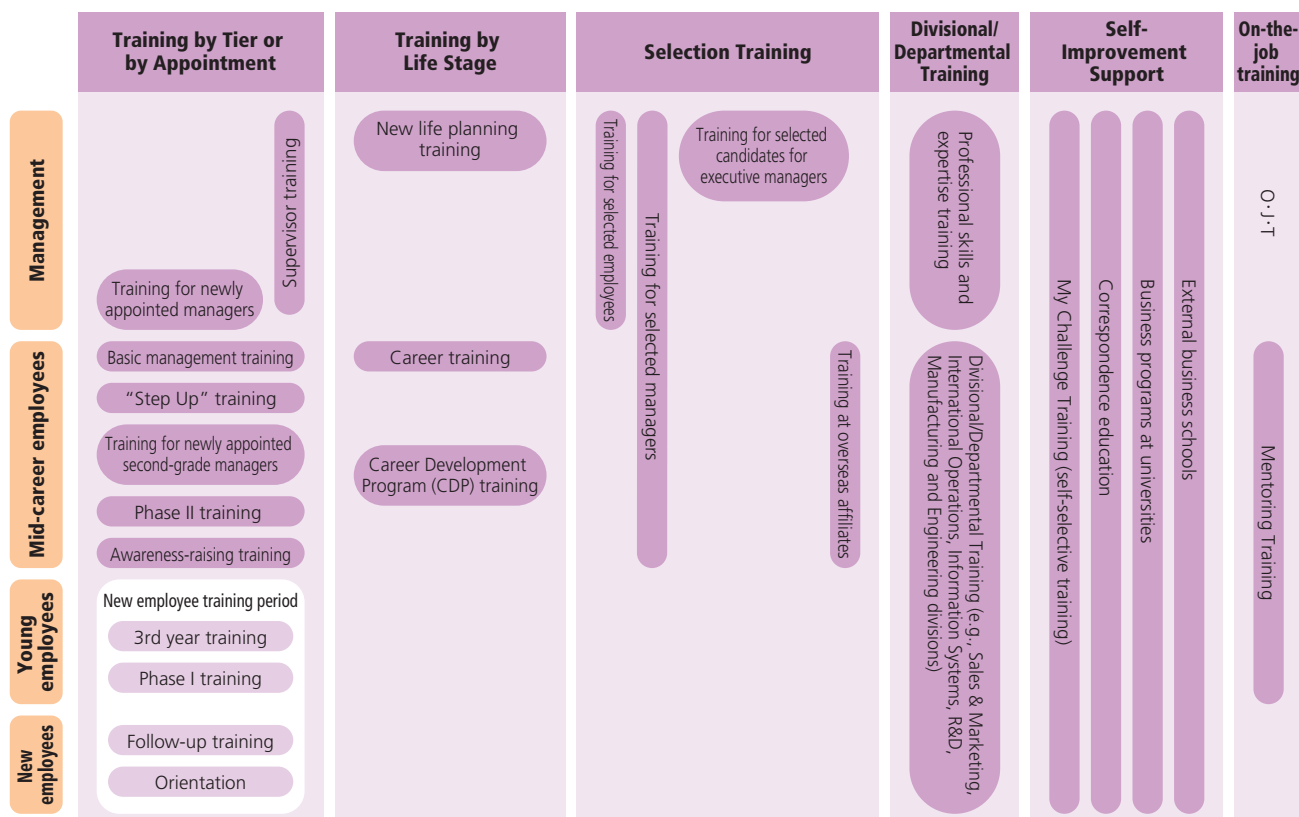 Training by Tier or
by Appointment
Training by
Life Stage
Selection Training
Divisional/
Departmental
Training
Self-
Improvement
Support
On-the-
job
training
Management
Mid-career employees
Young
employees
New
employees
Supervisor training
Training for newly
appointed managers
Basic management training
“Step Up” training
Training for newly appointed
second-grade managers
Phase II training
Awareness-raising training
New employee training period
3rd year training
Phase I training
Follow-up training
Orientation
New life planning
training
Career training
Career Development
Program (CDP) training
Training for selected employees
Training for selected managers
Training for selected
candidates for
executive managers
Training at overseas affiliates
Professional skills and
expertise training
Divisional/Departmental Training (e.g., Sales & Marketing,
International Operations, Information Systems, R&D,
Manufacturing and Engineering divisions)
My Challenge Training (self-selective training)
Correspondence education
Business programs at universities
External business schools
O·J·T
Mentoring Training